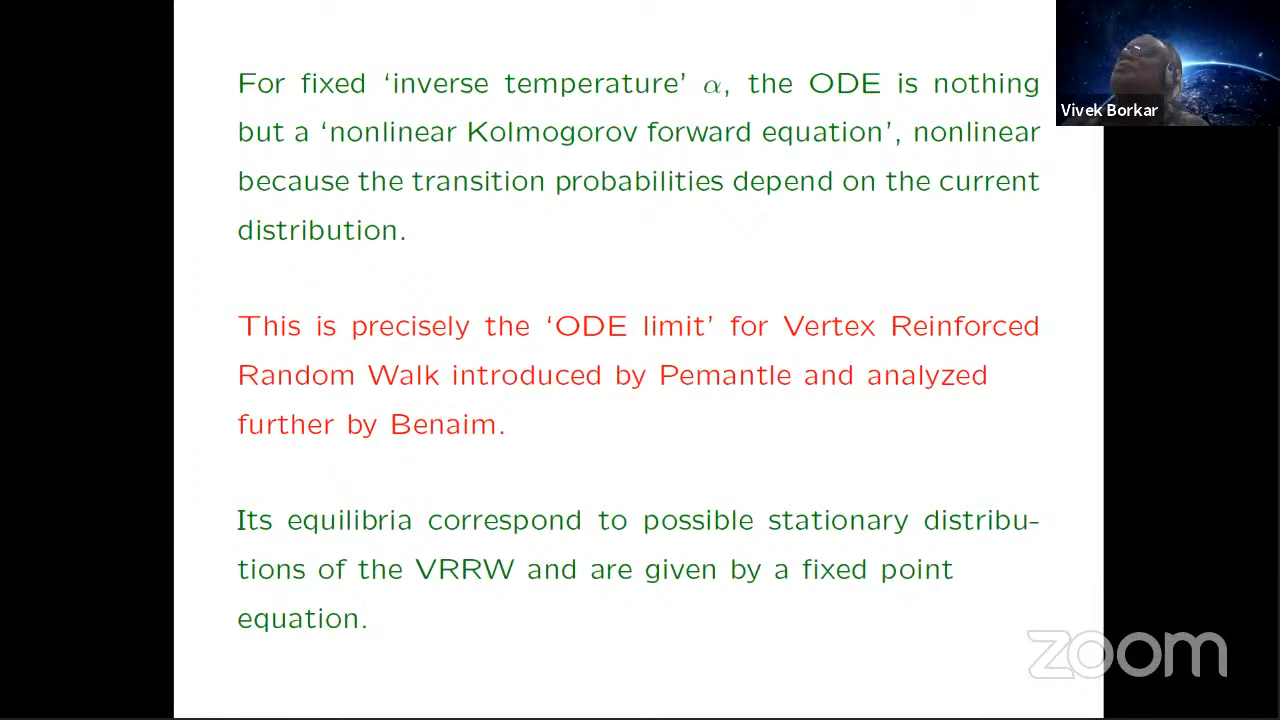 For fixed ‘inverse temperature’ α, the ODE is nothing
but a ‘nonlinear Kolmogorov forward equation’, nonlinear
because the transition probabilities depend on the current
distribution.
This is precisely the ‘ODE limit’ for Vertex Reinforced
Random Walk introduced by Pemantle and analyzed
further by Benaim.
Its equilibria correspond to possible stationary distribu-
tions of the VRRW and are given by a fixed point
equation.
Vivek Borkar
zoom